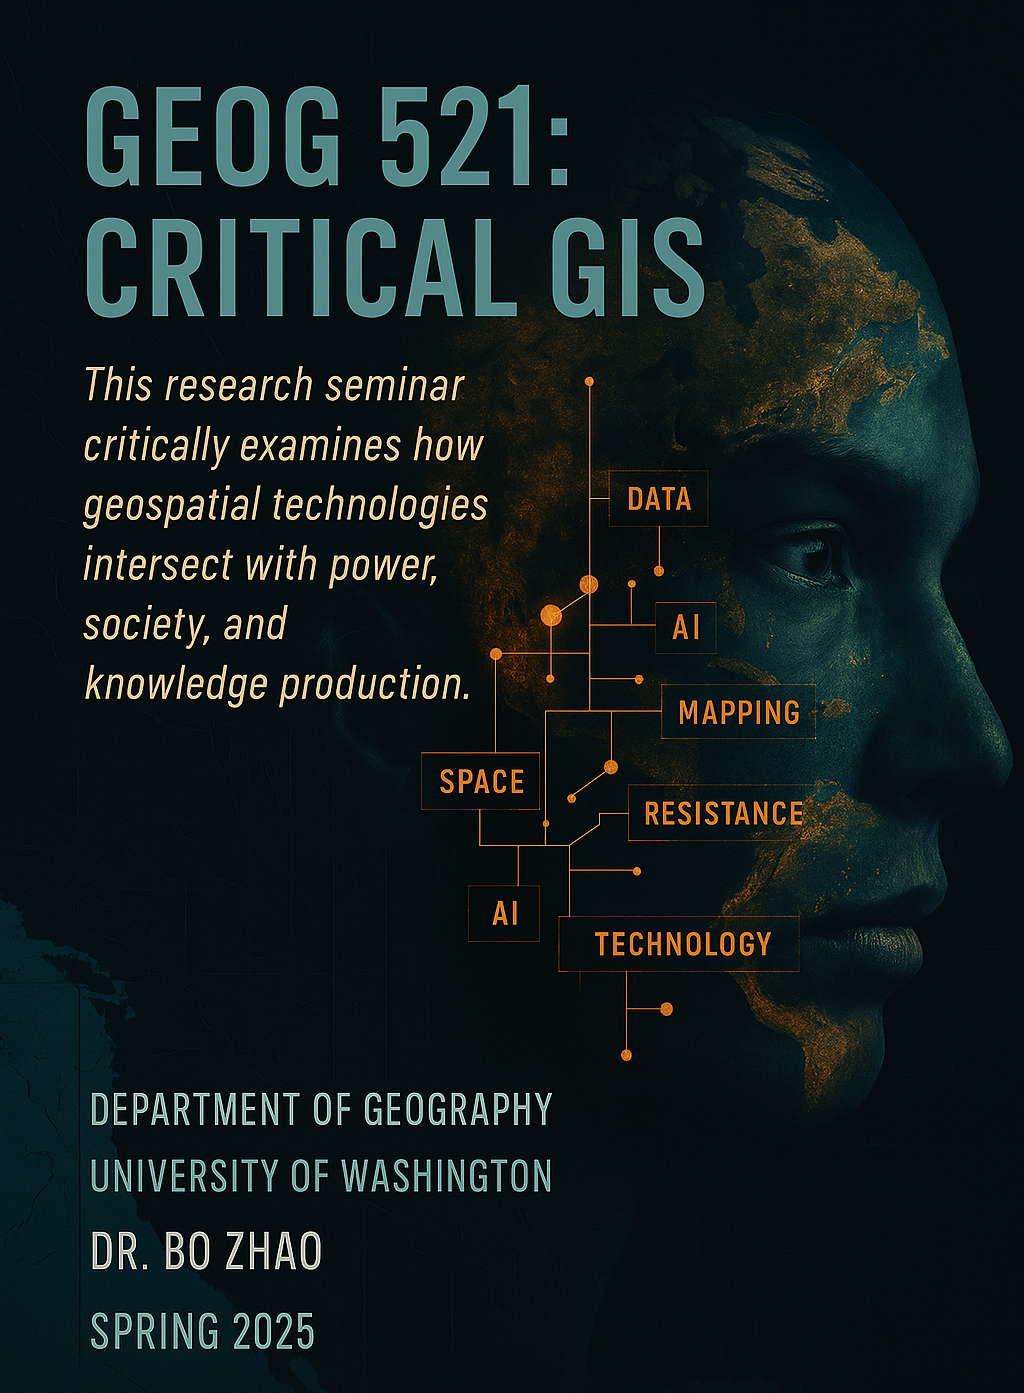 GEOG 521:
CRITICAL GIS
This research seminar
critically examines how
geospatial technologies
intersect with power,
society, and
knowledge production.
DATA
AI
MAPPING
SPACE
RESISTANCE
AI
TECHNOLOGY
DEPARTMENT OF GEOGRAPHY
UNIVERSITY OF WASHINGTON
DR. BO ZHAO
SPRING 2025